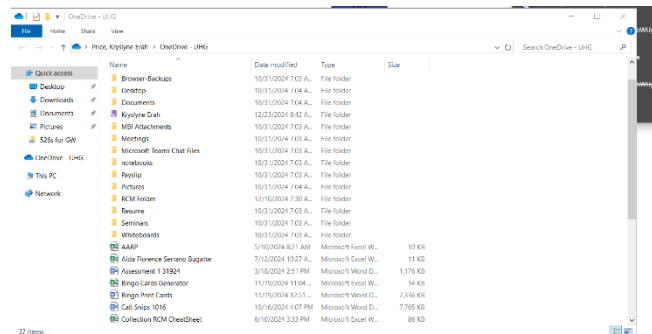 OneDrive - UHG
File Home Share View
Price, Kryslyne Erah > OneDrive - UHG
Search OneDrive - UHG
Name Date modified Type Size
Quick access
Desktop
Downloads
Documents
Pictures
526s for GW
OneDrive - UHG
This PC
Network
Browser-Backups 10/31/2024 7:03 A... File folder
Desktop 10/31/2024 7:04 A... File folder
Documents 10/31/2024 7:04 A... File folder
Kryslyne Erah 12/23/2024 8:42 A... File folder
MBI Attachments 10/31/2024 7:03 A... File folder
Meetings 10/31/2024 7:03 A... File folder
Microsoft Teams Chat Files 10/31/2024 7:03 A... File folder
notebooks 10/31/2024 7:03 A... File folder
Payslip 10/31/2024 7:03 A... File folder
Pictures 10/31/2024 7:04 A... File folder
RCM Folder 12/10/2024 7:30 A... File folder
Resume 10/31/2024 7:03 A... File folder
Seminars 10/31/2024 7:03 A... File folder
Whiteboards 10/31/2024 7:03 A... File folder
AARP 5/10/2024 8:21 AM Microsoft Excel W... 10 KB
Aida Florence Serrano Bugatte 7/12/2024 10:27 A... Microsoft Excel W... 11 KB
Assessment 1 31924 3/18/2024 2:51 PM Microsoft Word D... 1,176 KB
Bingo Cards Generator 11/19/2024 11:04 ... Microsoft Excel W... 14 KB
Bingo Print Cards 11/19/2024 12:51 ... Microsoft Word D... 2,336 KB
Call Snips 1016 10/16/2024 4:07 PM Microsoft Word D... 7,765 KB
Collection RCM CheatSheet 6/10/2024 3:33 PM Microsoft Excel W... 86 KB
37 items